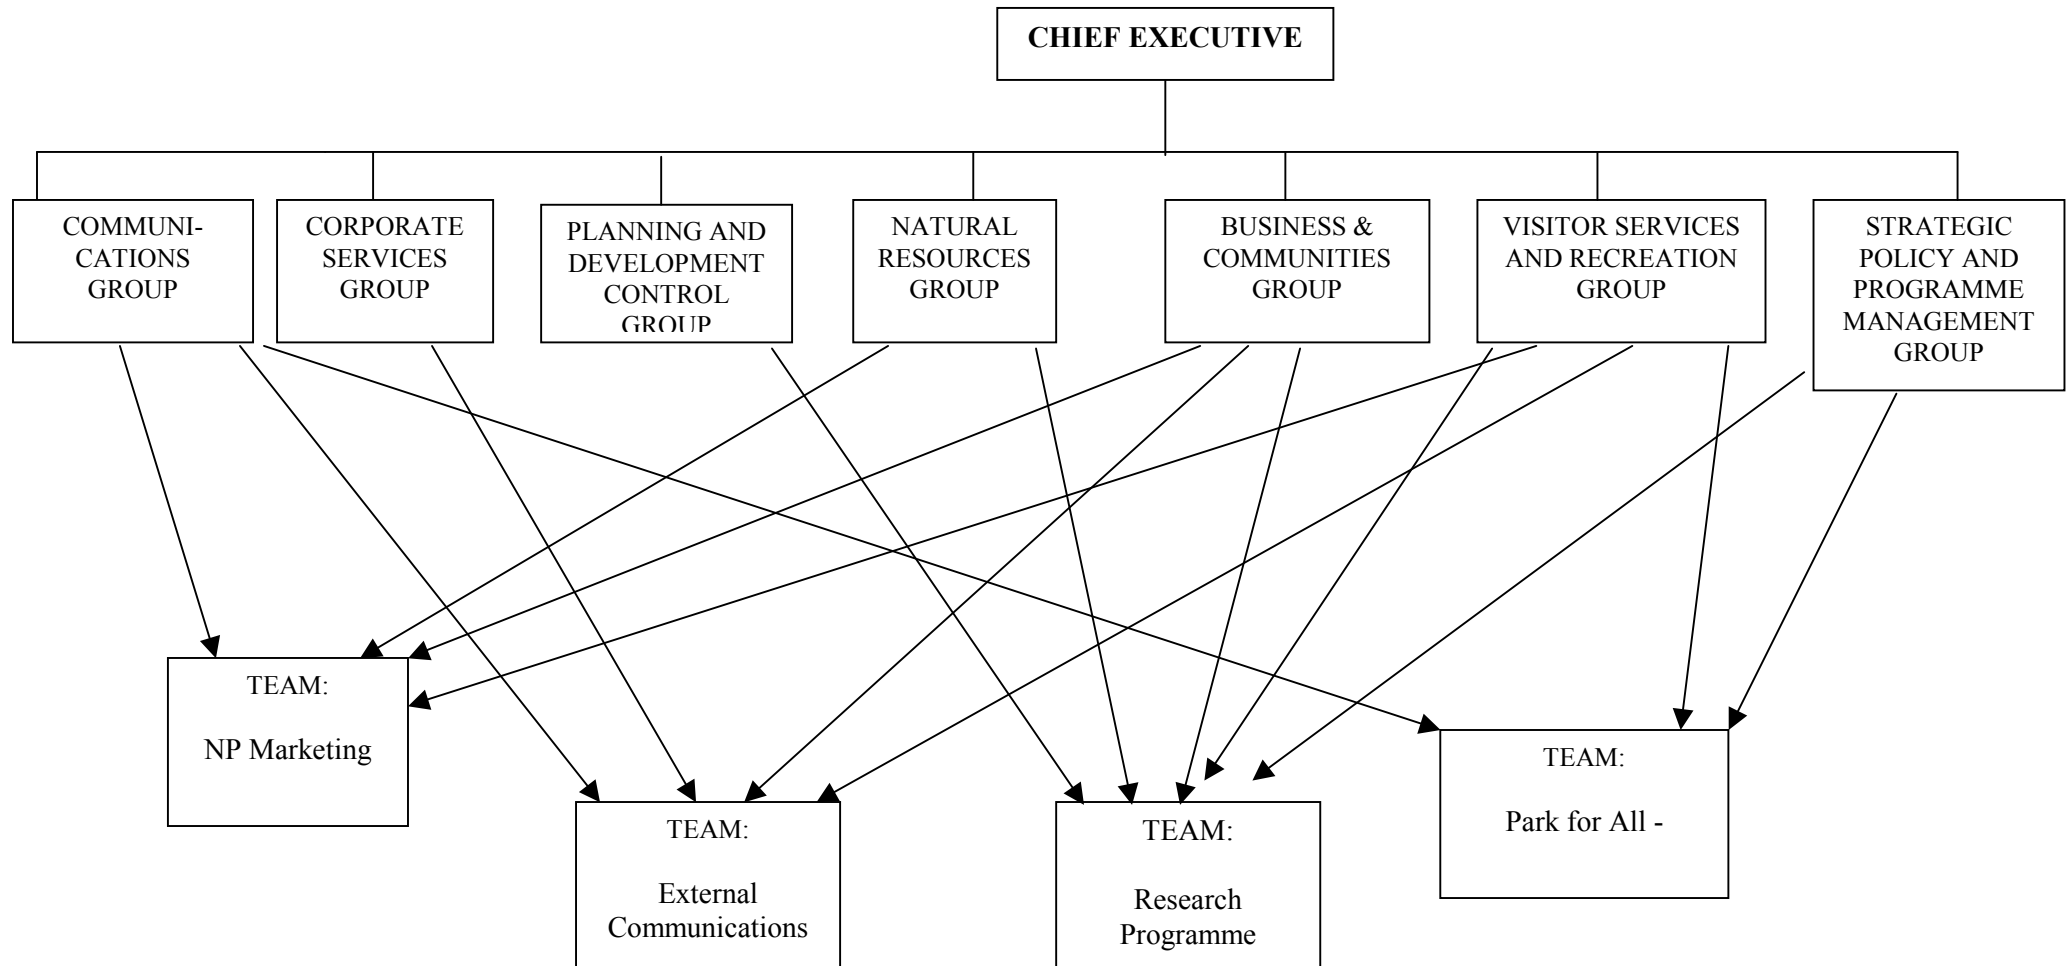 CHIEF EXECUTIVE
COMMUNI-
CATIONS
GROUP
CORPORATE
SERVICES
GROUP
PLANNING AND
DEVELOPMENT
CONTROL
GROUP
NATURAL
RESOURCES
GROUP
BUSINESS &
COMMUNITIES
GROUP
VISITOR SERVICES
AND RECREATION
GROUP
STRATEGIC
POLICY AND
PROGRAMME
MANAGEMENT
GROUP
TEAM:
NP Marketing
TEAM:
External
Communications
TEAM:
Research
Programme
TEAM:
Park for All -